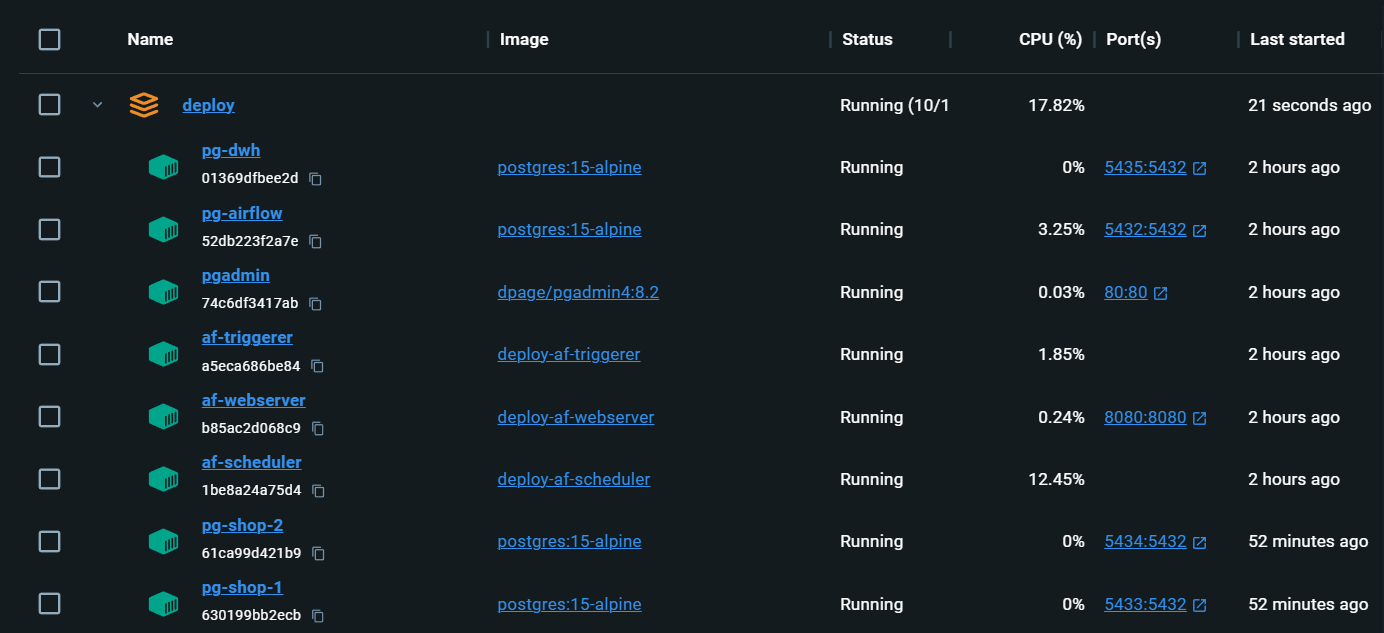 Name Image Status CPU (%) Port(s) Last started
deploy Running (10/1 17.82% 21 seconds ago
pg-dwh
01369dfbee2d postgres:15-alpine Running 0% 5435:5432 2 hours ago
pg-airflow
52db223f2a7e postgres:15-alpine Running 3.25% 5432:5432 2 hours ago
pgadmin
74c6df3417ab dpage/pgadmin4:8.2 Running 0.03% 80:80 2 hours ago
af-triggerer
a5eca686be84 deploy-af-triggerer Running 1.85% 2 hours ago
af-webserver
b85ac2d068c9 deploy-af-webserver Running 0.24% 8080:8080 2 hours ago
af-scheduler
1be8a24a75d4 deploy-af-scheduler Running 12.45% 2 hours ago
pg-shop-2
61ca99d421b9 postgres:15-alpine Running 0% 5434:5432 52 minutes ago
pg-shop-1
630199bb2ecb postgres:15-alpine Running 0% 5433:5432 52 minutes ago